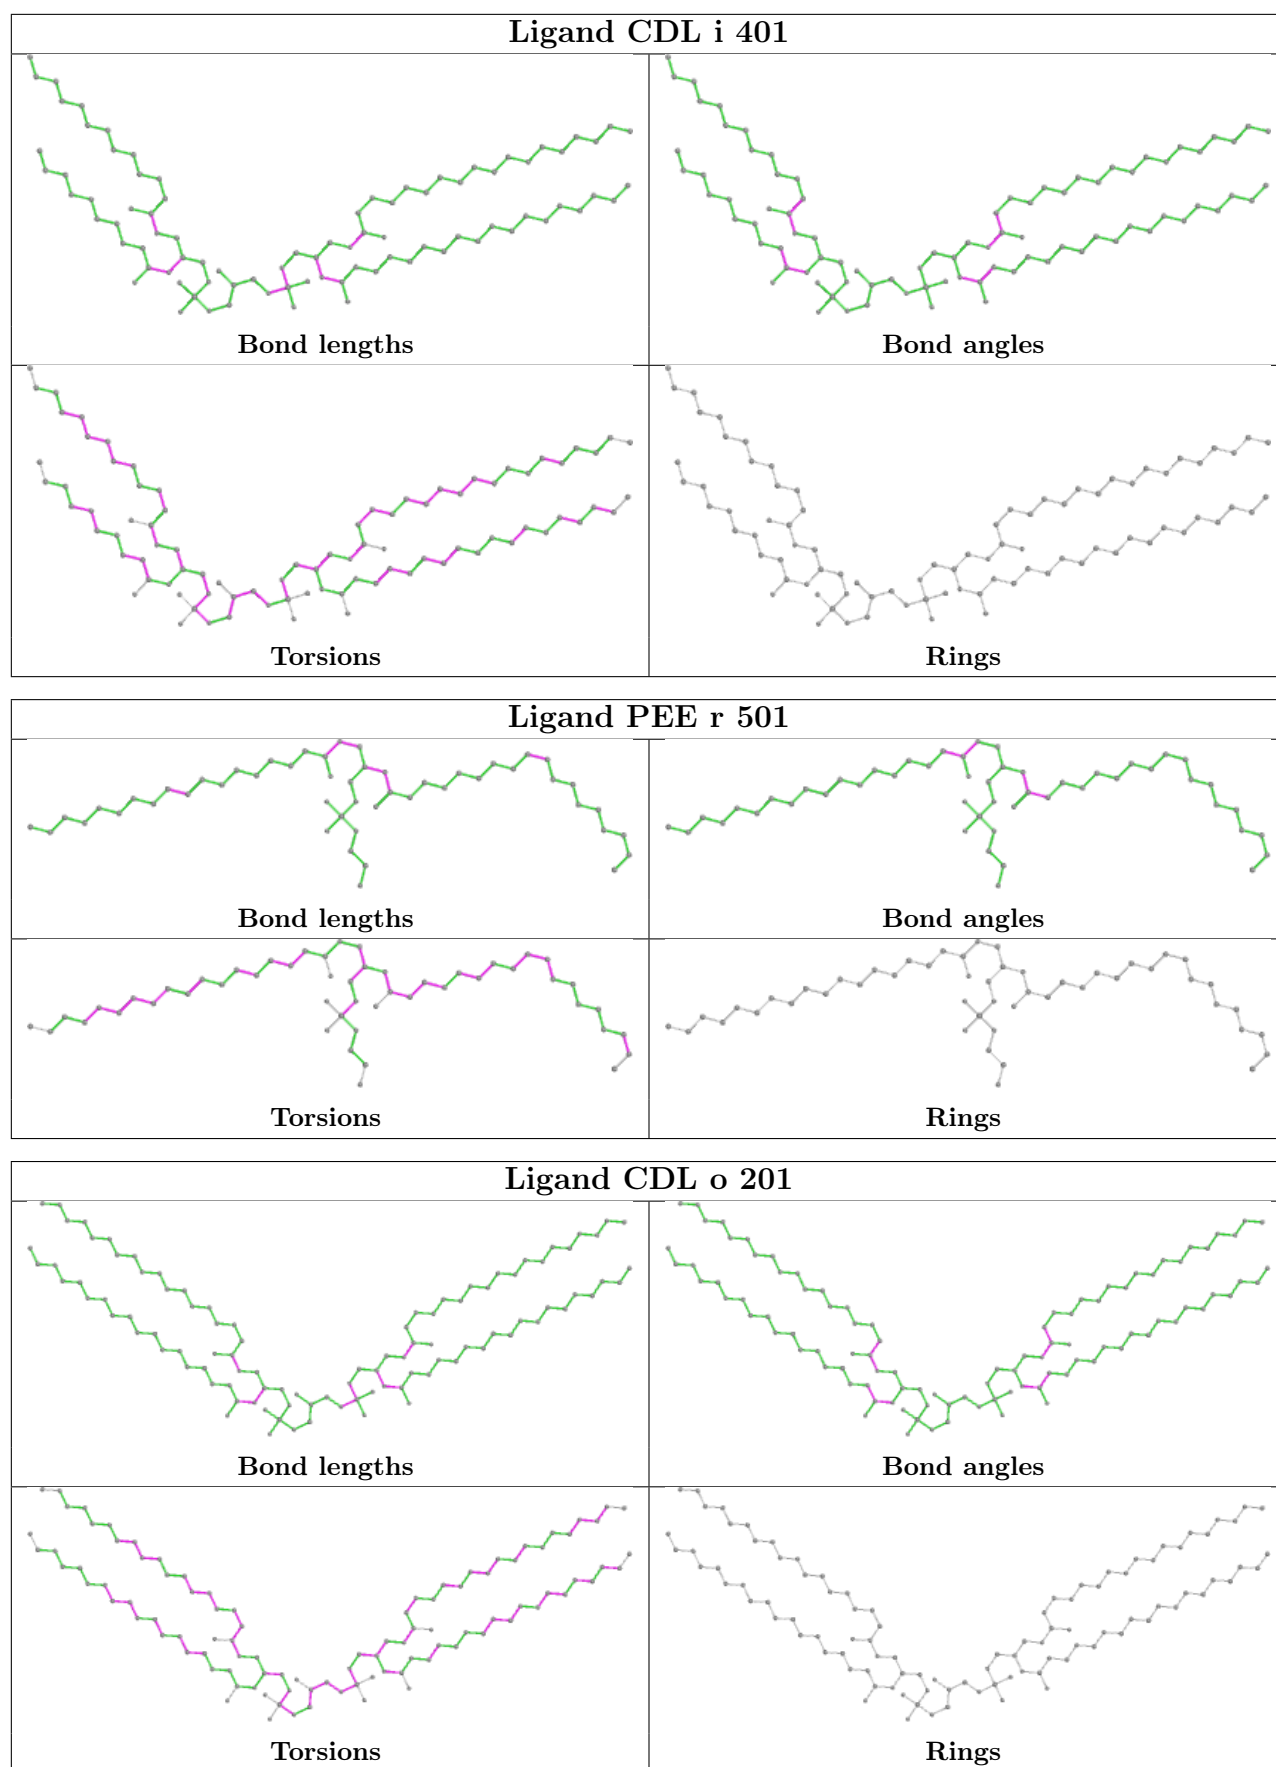 Ligand CDL i 401
Bond lengths
Bond angles
Torsions
Rings
Ligand PEE r 501
Bond lengths
Bond angles
Torsions
Rings
Ligand CDL o 201
Bond lengths
Bond angles
Torsions
Rings